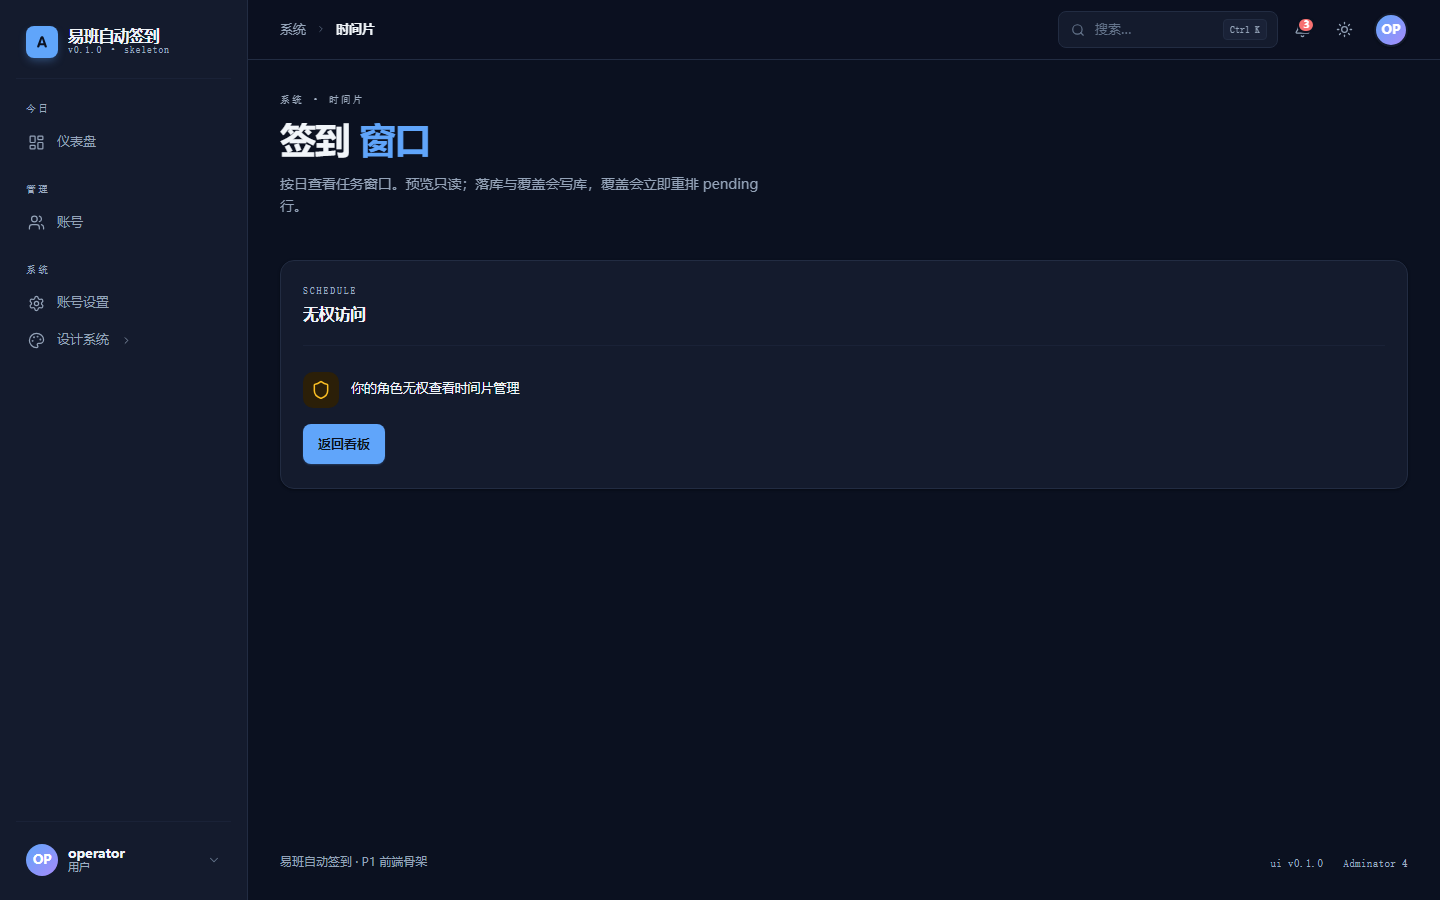 A
易班自动签到
v0.1.0 • skeleton
今日
仪表盘
管理
账号
系统
账号设置
设计系统
OP
operator
用户
系统 > 时间片
搜索...
Ctrl K
3
OP
系统 • 时间片
签到 窗口
按日查看任务窗口。预览只读；落库与覆盖会写库，覆盖会立即重排 pending
行。
SCHEDULE
无权访问
你的角色无权查看时间片管理
返回看板
易班自动签到 · P1 前端骨架
ui v0.1.0 Adminator 4